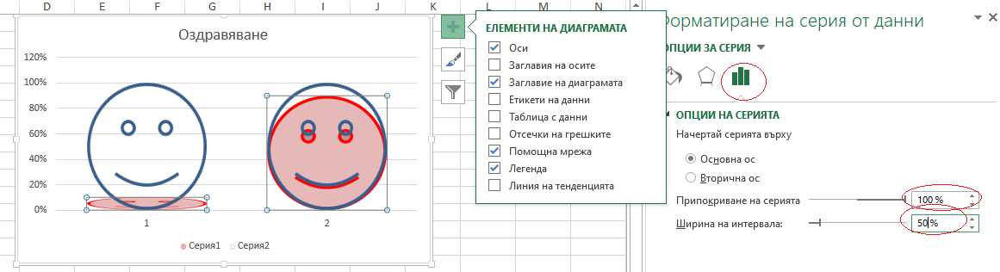 D E F G H I J K L M N
Оздравяване
120%
100%
80%
60%
40%
20%
0%
1 2
Серия1 Серия2
ЕЛЕМЕНТИ НА ДИАГРАМАТА
Оси
Заглавия на осите
Заглавие на диаграмата
Етикети на данни
Таблица с данни
Отсечки на грешките
Помощна мрежа
Легенда
Линия на тенденцията
Форматиране на серия от данни
ОПЦИИ ЗА СЕРИЯ
ОПЦИИ НА СЕРИЯТА
Начертай серията върху
Основна ос
Вторична ос
Припокриване на серията 100 %
Ширина на интервала: 50 %